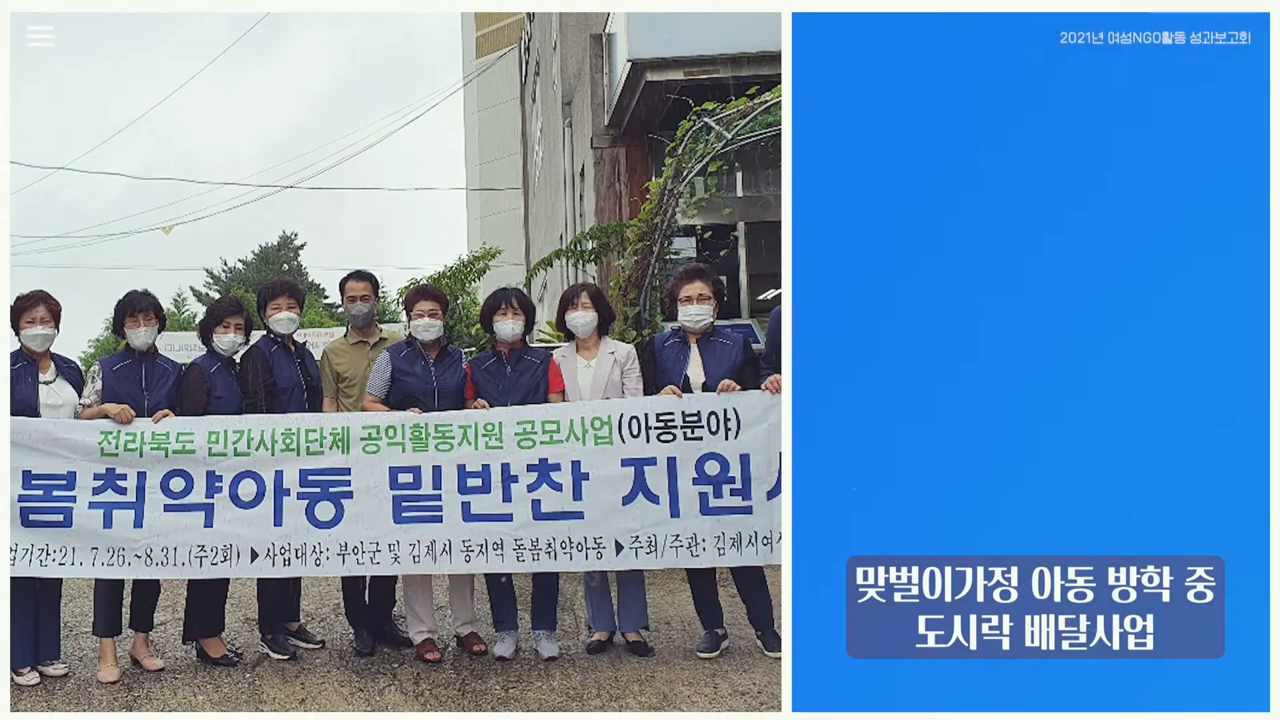 2021년 여성NGO활동 성과보고회
전라북도 민간사회단체 공익활동지원 공모사업(아동분야)
봄취약아동 밑반찬 지원
업기간:21. 7.26.~8.31.(주2회) ▶사업대상: 부안군 및 김제시 동지역 돌봄취약아동 ▶주최/주관: 김제시여
맞벌이가정 아동 방학 중
도시락 배달사업